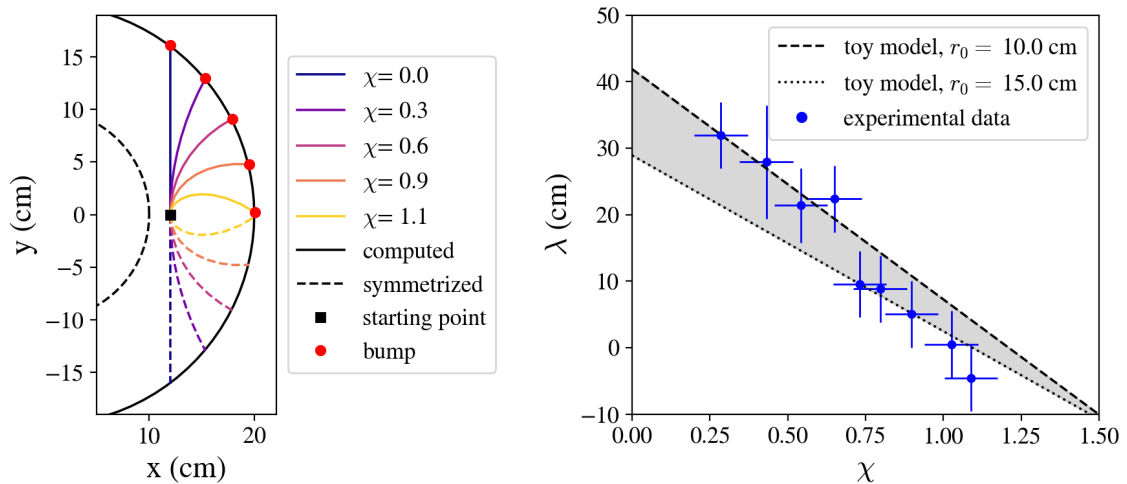 15
10
5
0
−5
−10
−15
y (cm)
10
20
x (cm)
χ= 0.0
χ= 0.3
χ= 0.6
χ= 0.9
χ= 1.1
computed
symmetrized
starting point
bump
50
40
30
20
10
0
−10
λ (cm)
0.00
0.25
0.50
0.75
1.00
1.25
1.50
χ
toy model, r₀ = 10.0 cm
toy model, r₀ = 15.0 cm
experimental data